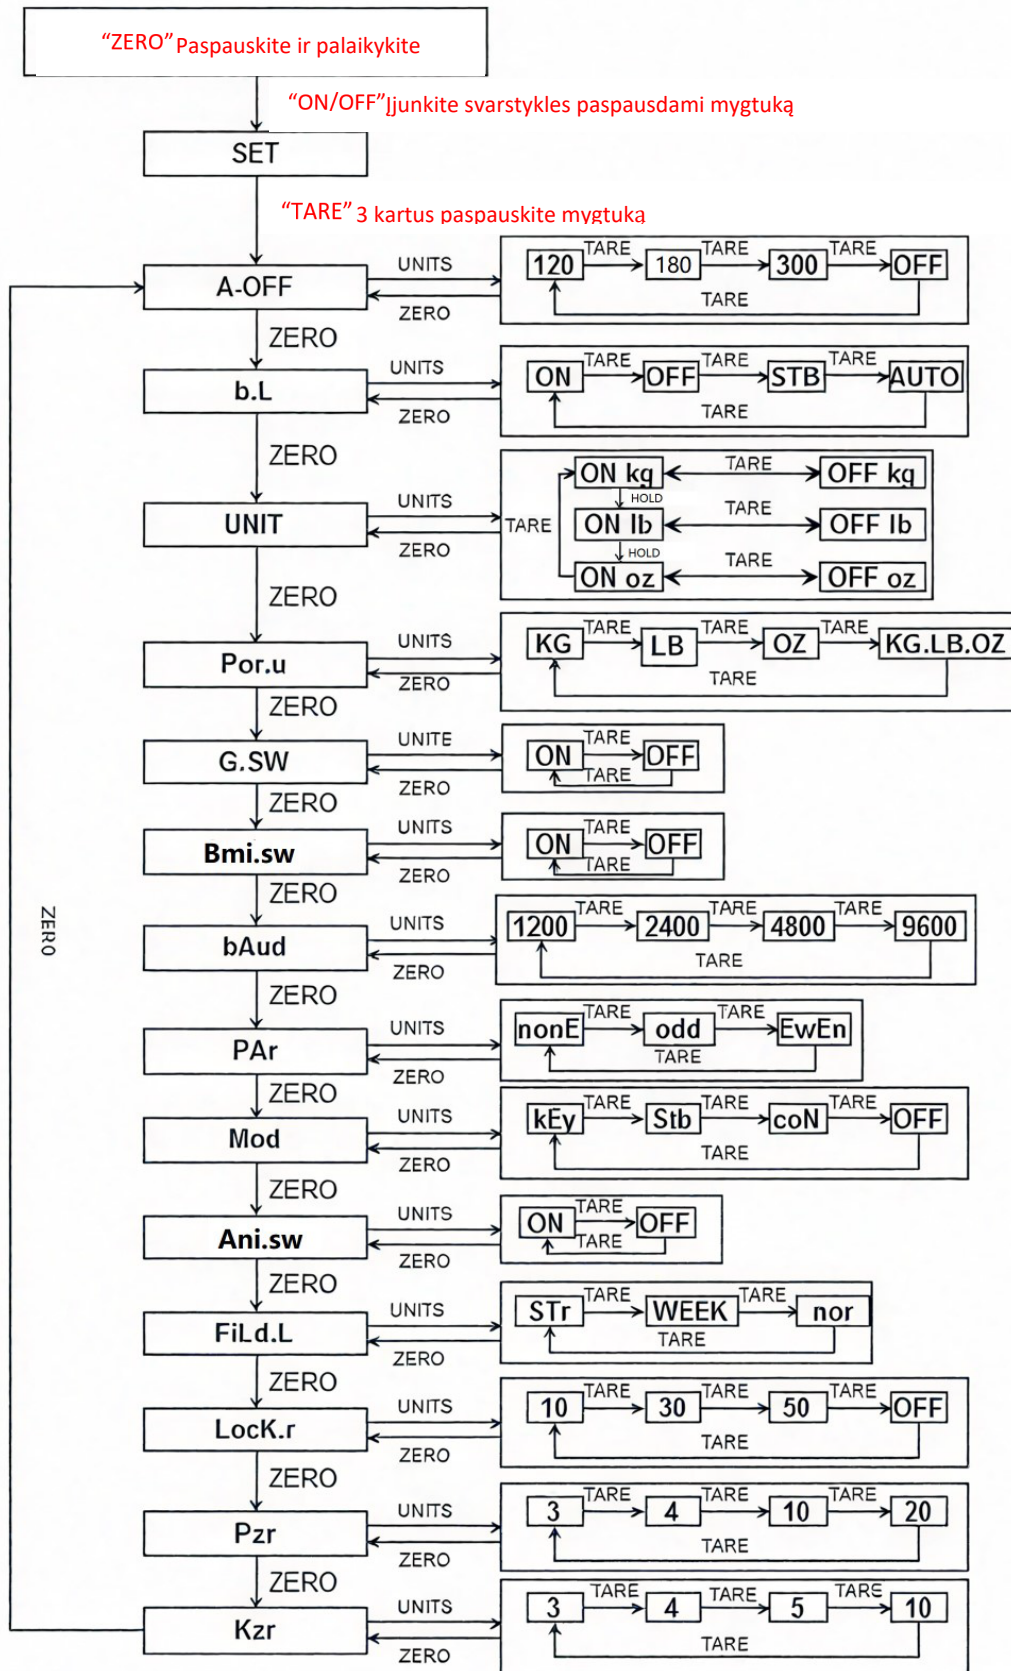 “ZERO” Paspauskite ir palaikykite
“ON/OFF” Įjunkite svarstykles paspausdami mygtuką
SET
“TARE” 3 kartus paspauskite mygtuką
A-OFF
UNITS
ZERO
120 TARE 180 TARE 300 TARE OFF
TARE
ZERO
b.L
UNITS
ZERO
ON TARE OFF TARE STB TARE AUTO
TARE
ZERO
UNIT
UNITS
ZERO
TARE
ON kg TARE OFF kg
HOLD
ON lb TARE OFF lb
HOLD
ON oz TARE OFF oz
ZERO
Por.u
UNITS
ZERO
KG TARE LB TARE OZ TARE KG.LB.OZ
TARE
ZERO
G.SW
UNITE
ZERO
ON TARE OFF
TARE
ZERO
Bmi.sw
UNITS
ZERO
ON TARE OFF
TARE
ZERO
bAud
UNITS
ZERO
1200 TARE 2400 TARE 4800 TARE 9600
TARE
ZERO
PAr
UNITS
ZERO
nonE TARE odd TARE EwEn
TARE
ZERO
Mod
UNITS
ZERO
kEy TARE Stb TARE coN TARE OFF
TARE
ZERO
Ani.sw
UNITS
ZERO
ON TARE OFF
TARE
ZERO
FiLd.L
UNITS
ZERO
STr TARE WEEK TARE nor
TARE
ZERO
LocK.r
UNITS
ZERO
10 TARE 30 TARE 50 TARE OFF
TARE
ZERO
Pzr
UNITS
ZERO
3 TARE 4 TARE 10 TARE 20
TARE
ZERO
Kzr
UNITS
ZERO
3 TARE 4 TARE 5 TARE 10
TARE
ZERO